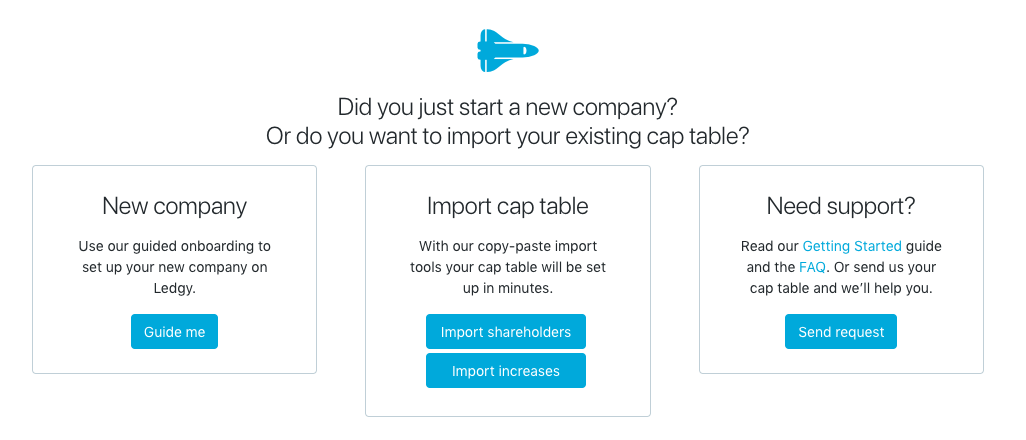 Did you just start a new company?
Or do you want to import your existing cap table?
New company
Use our guided onboarding to
set up your new company on
Ledgy.
Guide me
Import cap table
With our copy-paste import
tools your cap table will be set
up in minutes.
Import shareholders
Import increases
Need support?
Read our Getting Started guide
and the FAQ. Or send us your
cap table and we’ll help you.
Send request